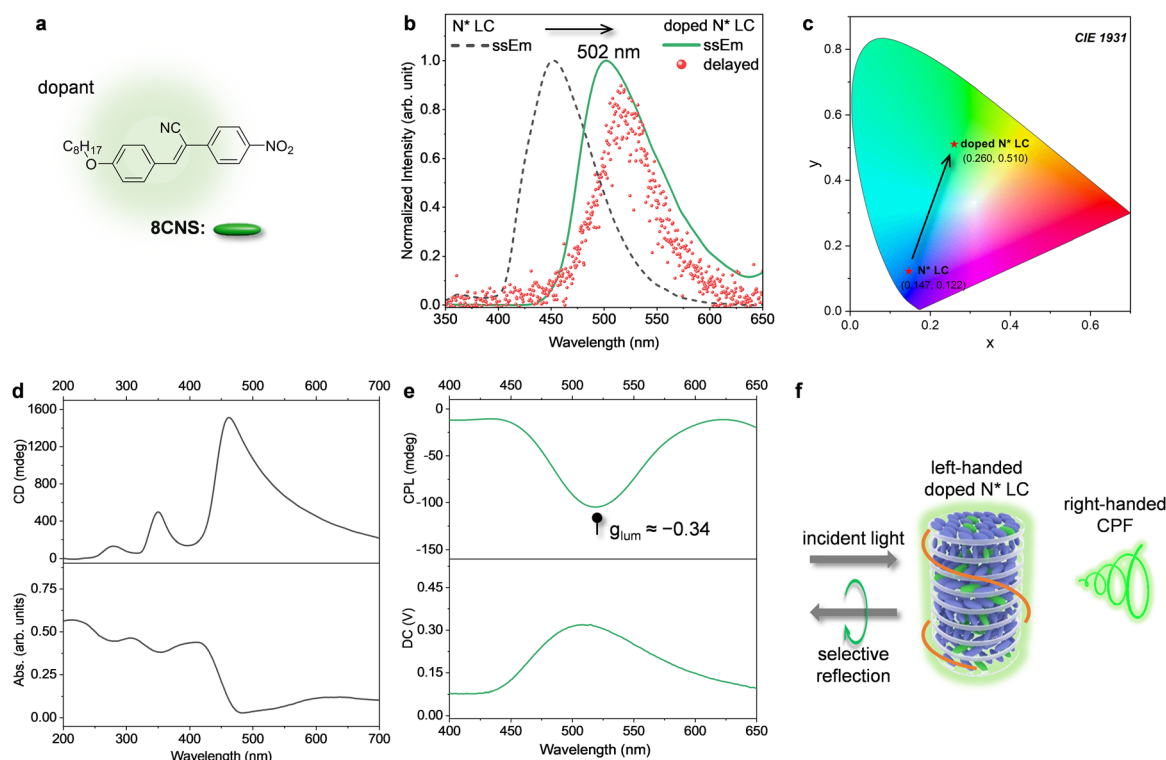 a
dopant
C8H17
O
CN
NO2
8CNS:
b
N* LC
ssEm
doped N* LC
ssEm
delayed
502 nm
Normalized Intensity (arb. unit)
1.0
0.8
0.6
0.4
0.2
0.0
350 400 450 500 550 600 650
Wavelength (nm)
c
CIE 1931
doped N* LC
(0.260, 0.510)
N* LC
(0.147, 0.122)
y
0.8
0.6
0.4
0.2
0.0
0.0 0.2 0.4 0.6
x
d
200 300 400 500 600 700
CD (mdeg)
1600
1200
800
400
0
Abs. (arb. units)
0.75
0.50
0.25
0.00
200 300 400 500 600 700
Wavelength (nm)
e
400 450 500 550 600 650
CPL (mdeg)
0
-50
-100
-150
glum ≈ −0.34
DC (V)
0.45
0.30
0.15
0.00
400 450 500 550 600 650
Wavelength (nm)
f
left-handed
doped N* LC
right-handed
CPF
incident light
selective
reflection